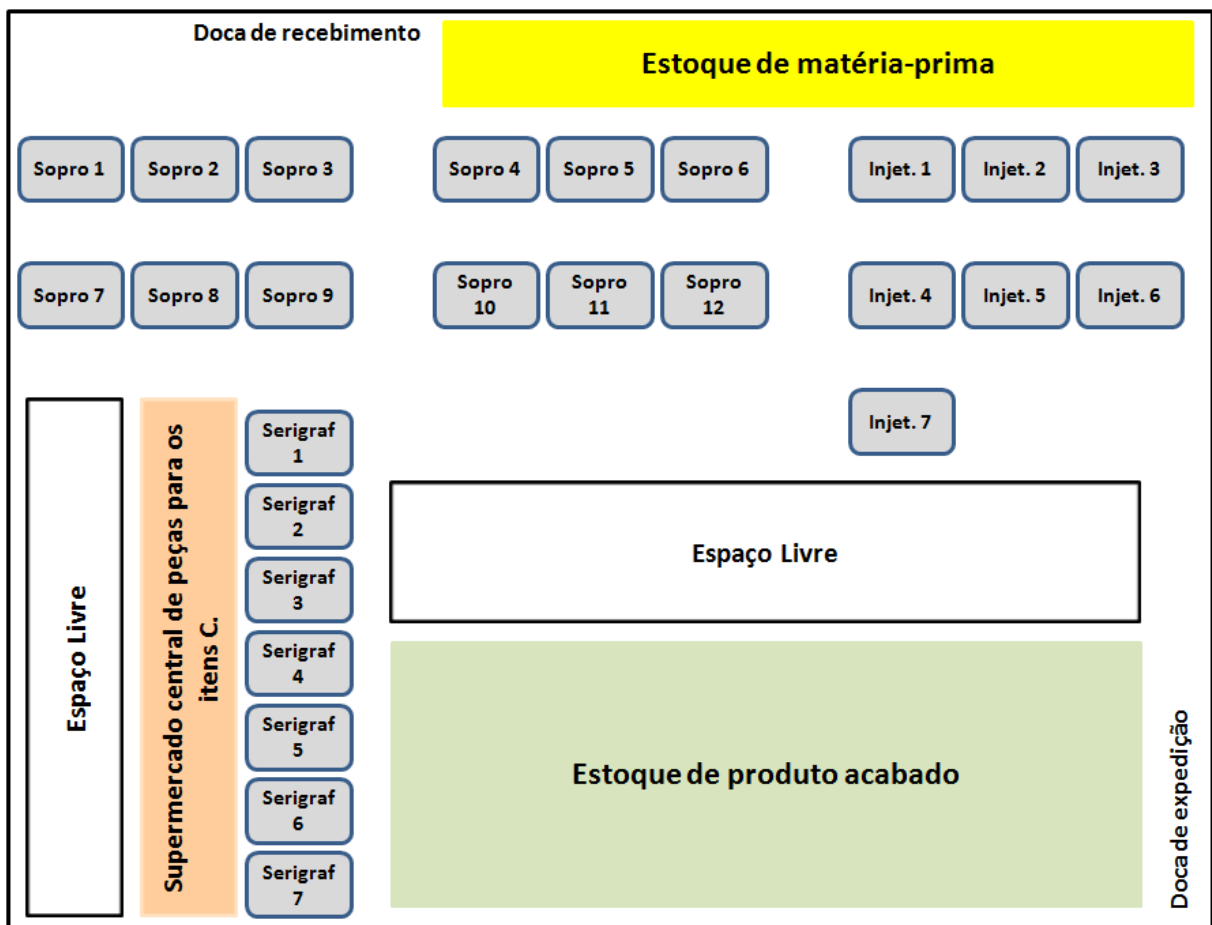 Doca de recebimento
Estoque de matéria-prima
Sopro 1
Sopro 2
Sopro 3
Sopro 4
Sopro 5
Sopro 6
Injet. 1
Injet. 2
Injet. 3
Sopro 7
Sopro 8
Sopro 9
Sopro
10
Sopro
11
Sopro
12
Injet. 4
Injet. 5
Injet. 6
Injet. 7
Espaço Livre
Supermercado central de peças para os
itens C.
Serigraf
1
Serigraf
2
Serigraf
3
Serigraf
4
Serigraf
5
Serigraf
6
Serigraf
7
Espaço Livre
Estoque de produto acabado
Doca de expedição